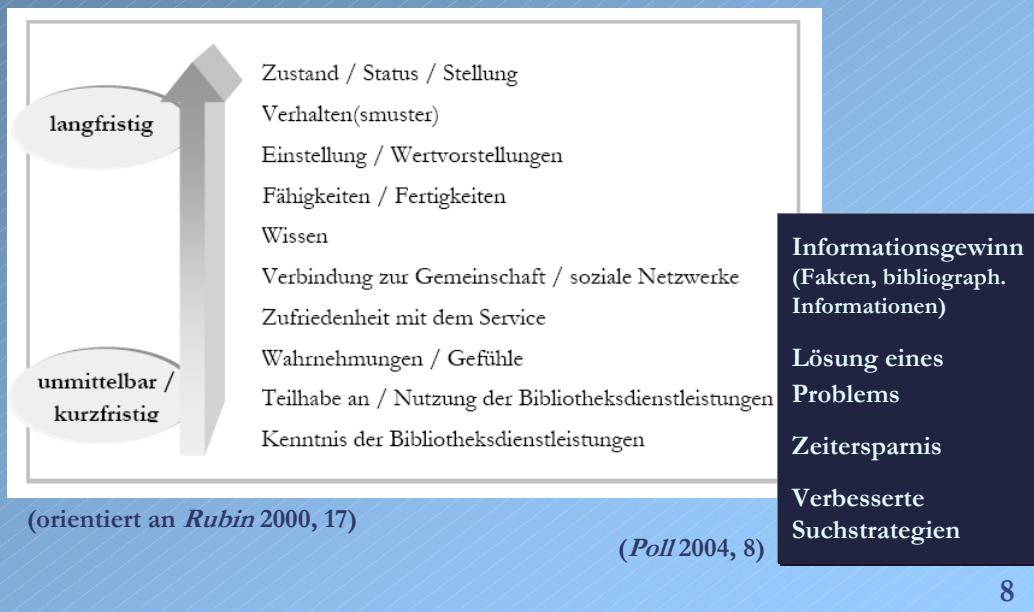 Zustand / Status / Stellung
Verhalten(smuster)
langfristig
Einstellung / Wertvorstellungen
Fähigkeiten / Fertigkeiten
Wissen
Verbindung zur Gemeinschaft / soziale Netzwerke
Zufriedenheit mit dem Service
Wahrnehmungen / Gefühle
unmittelbar /
kurzfristig
Teilhabe an / Nutzung der Bibliotheksdienstleistungen
Kenntnis der Bibliotheksdienstleistungen
Informationsgewinn
(Fakten, bibliograph.
Informationen)
Lösung eines
Problems
Zeitersparnis
Verbesserte
Suchstrategien
(orientiert an Rubin 2000, 17)
(Poll 2004, 8)
8